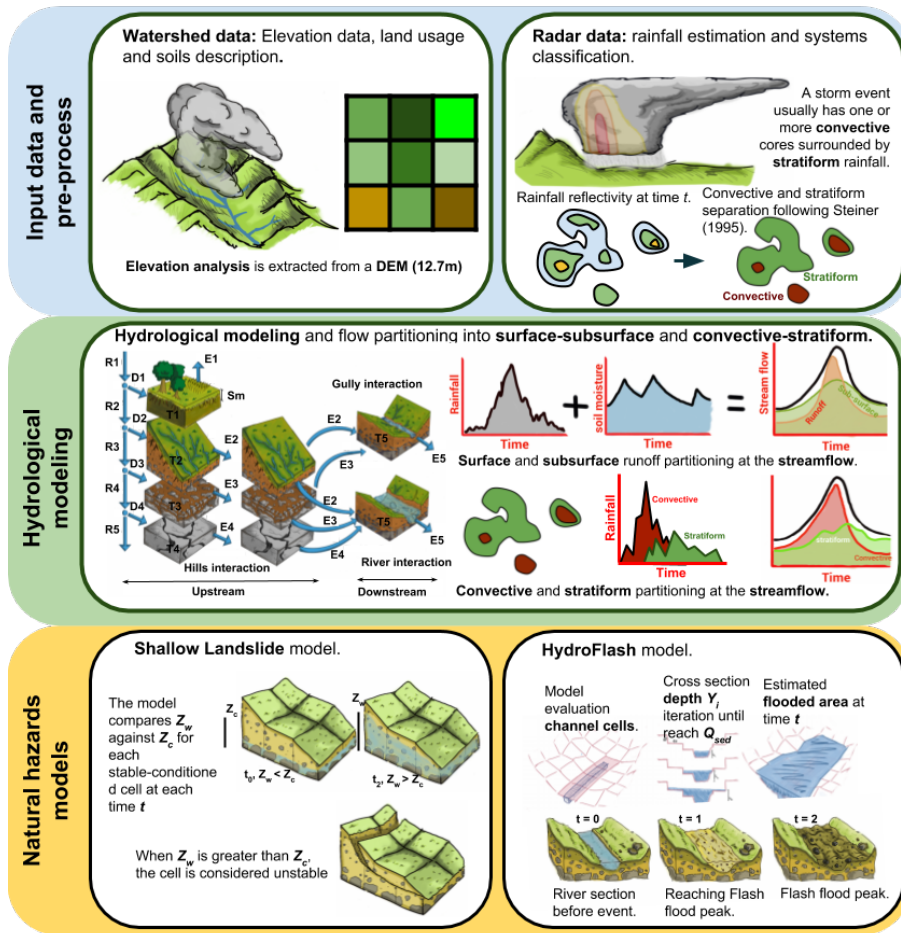 Input data and
pre-process
Watershed data: Elevation data, land usage
and soils description.
Elevation analysis is extracted from a DEM (12.7m)
Radar data: rainfall estimation and systems
classification.
A storm event
usually has one or
more convective
cores surrounded by
stratiform rainfall.
Rainfall reflectivity at time t.
Convective and stratiform
separation following Steiner
(1995).
Stratiform
Convective
Hydrological
modeling
Hydrological modeling and flow partitioning into surface-subsurface and convective-stratiform.
R1
D1
E1
Sm
R2
T1
D2
R3
T2
E2
D3
R4
T3
E3
D4
R5
T4
E4
Hills interaction
Upstream
Gully interaction
E2
T5
E3
E5
E2
E3
T5
E5
E4
River interaction
Downstream
Rainfall
Time
soil moisture
Time
Stream flow
Runoff
Sub-surface
Time
Surface and subsurface runoff partitioning at the streamflow.
Rainfall
Convective
Stratiform
Time
stratiform
Convective
Time
Convective and stratiform partitioning at the streamflow.
Natural hazards
models
Shallow Landslide model.
The model
compares Zw
against Zc for
each
stable-conditione
d cell at each
time t
Zc
Zw
t0, Zw < Zc
t2, Zw > Zc
When Zw is greater than Zc,
the cell is considered unstable
HydroFlash model.
Model
evaluation
channel cells.
Cross section
depth Yi
iteration until
reach Qsed
Estimated
flooded area at
time t
t = 0
t = 1
t = 2
River section
before event.
Reaching Flash
flood peak.
Flash flood peak.